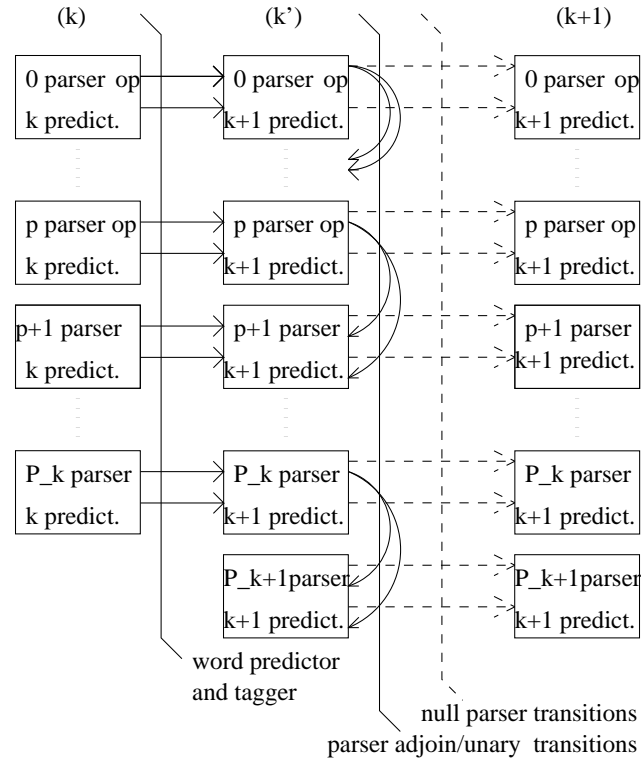 (k) (k’) (k+1)
0 parser op 0 parser op 0 parser op
k predict. k+1 predict. k+1 predict.
p parser op p parser op p parser op
k predict. k+1 predict. k+1 predict.
p+1 parser p+1 parser p+1 parser
k predict. k+1 predict. k+1 predict.
P_k parser P_k parser P_k parser
k predict. k+1 predict. k+1 predict.
P_k+1parser P_k+1parser
k+1 predict. k+1 predict.
word predictor
and tagger
null parser transitions
parser adjoin/unary transitions